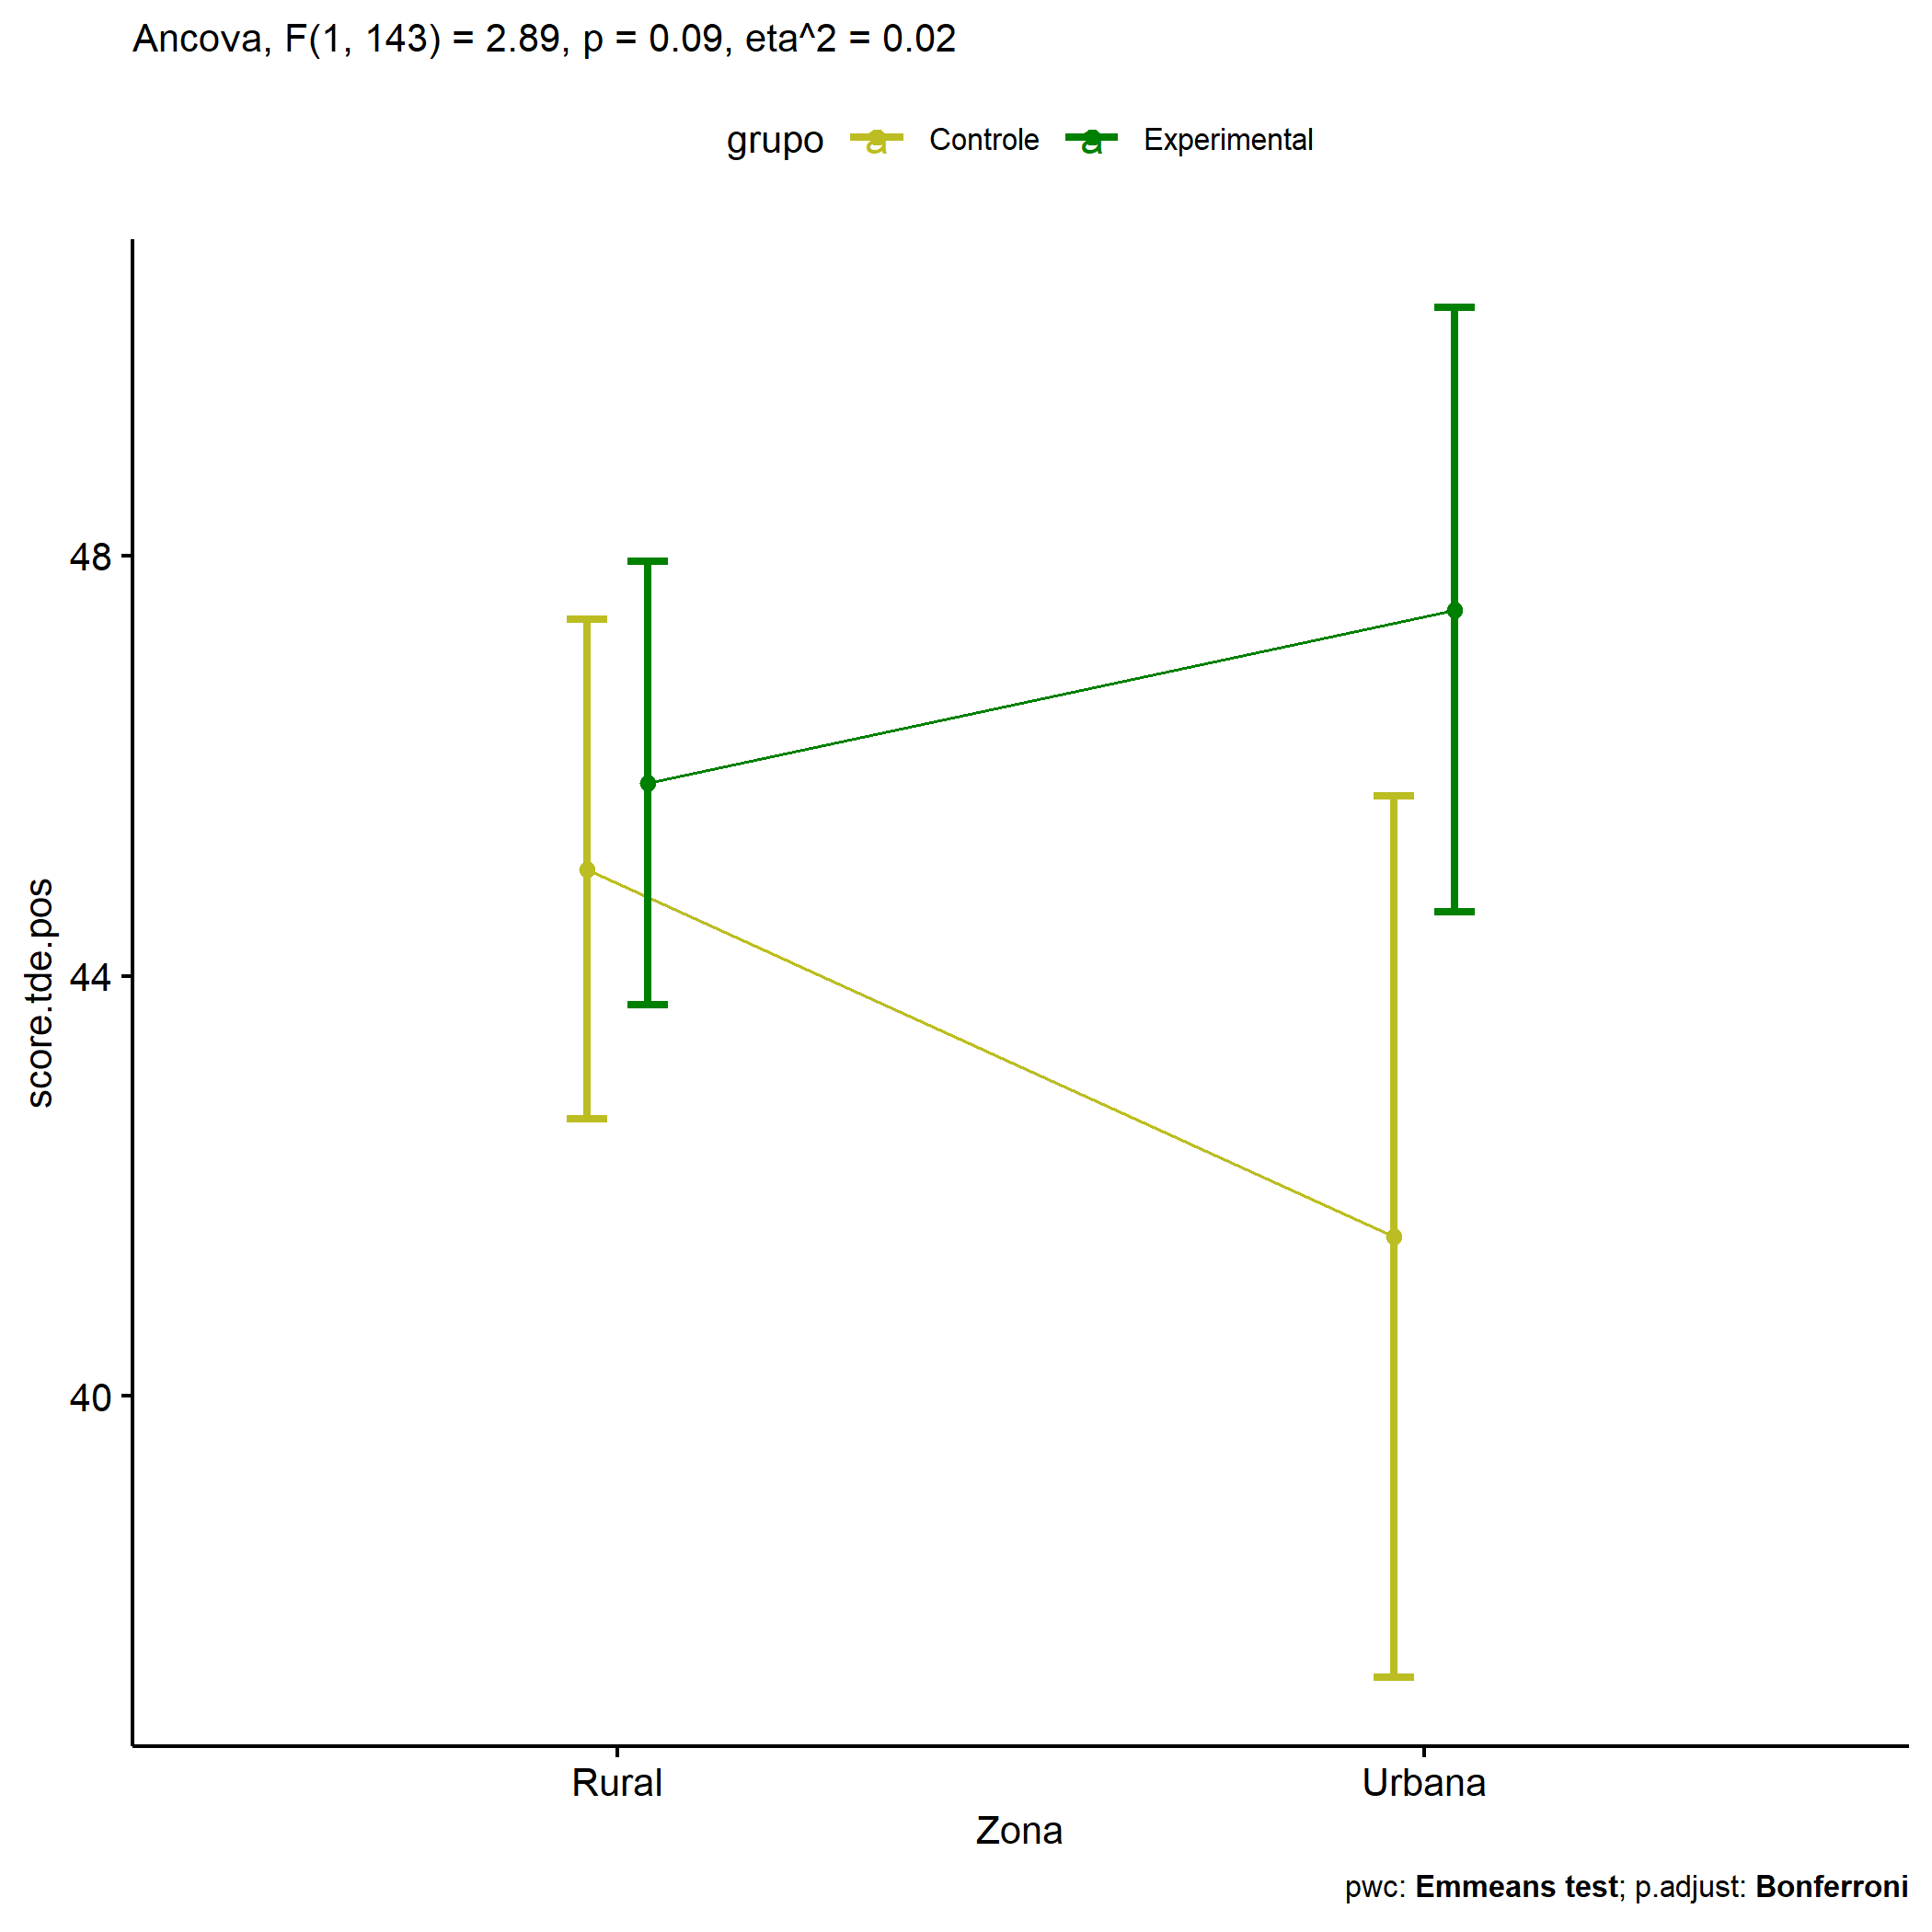 Ancova, F(1, 143) = 2.89, p = 0.09, eta^2 = 0.02
grupo a Controle a Experimental
48
44
40
score.tde.pos
Rural Urbana
Zona
pwc: Emmeans test; p.adjust: Bonferroni